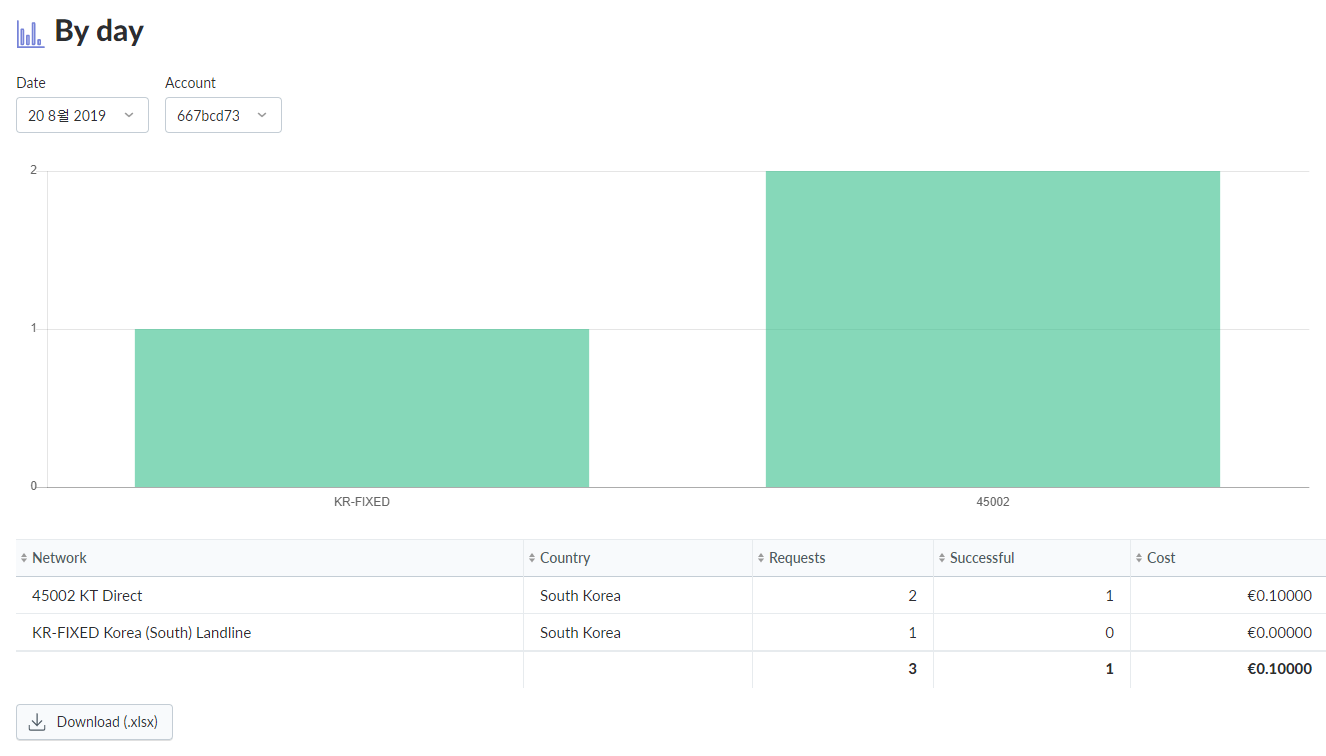 By day
Date Account
20 8월 2019 667bcd73
2
1
0
KR-FIXED 45002
Network Country Requests Successful Cost
45002 KT Direct South Korea 2 1 €0.10000
KR-FIXED Korea (South) Landline South Korea 1 0 €0.00000
3 1 €0.10000
Download (.xlsx)